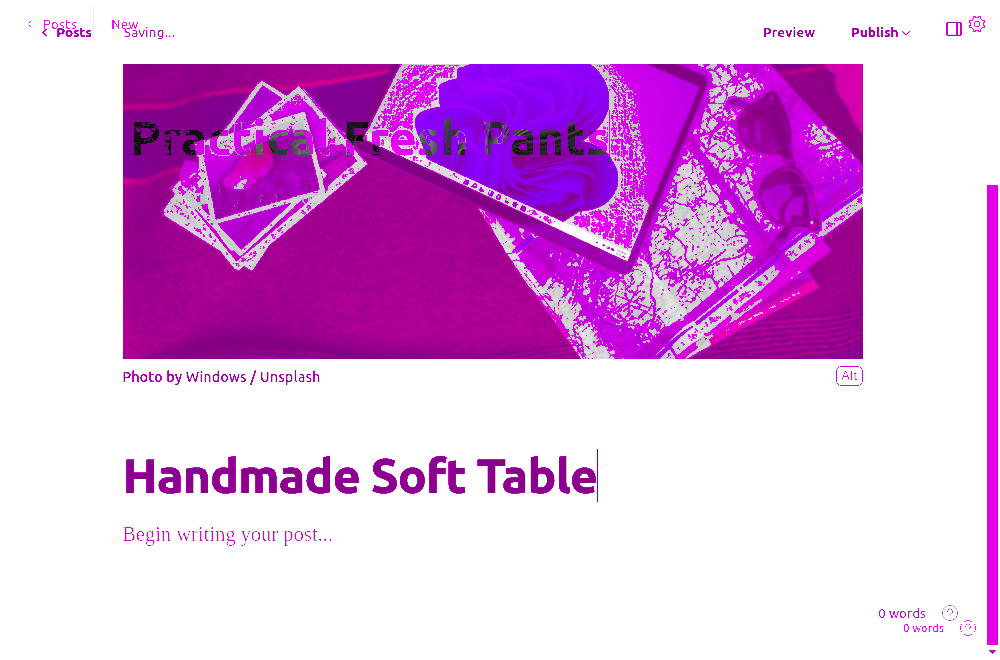 Posts New
Posts Saving... Preview Publish
Practical Fresh Pants
Photo by Windows / Unsplash Alt
Handmade Soft Table
Begin writing your post...
0 words ?
0 words ?